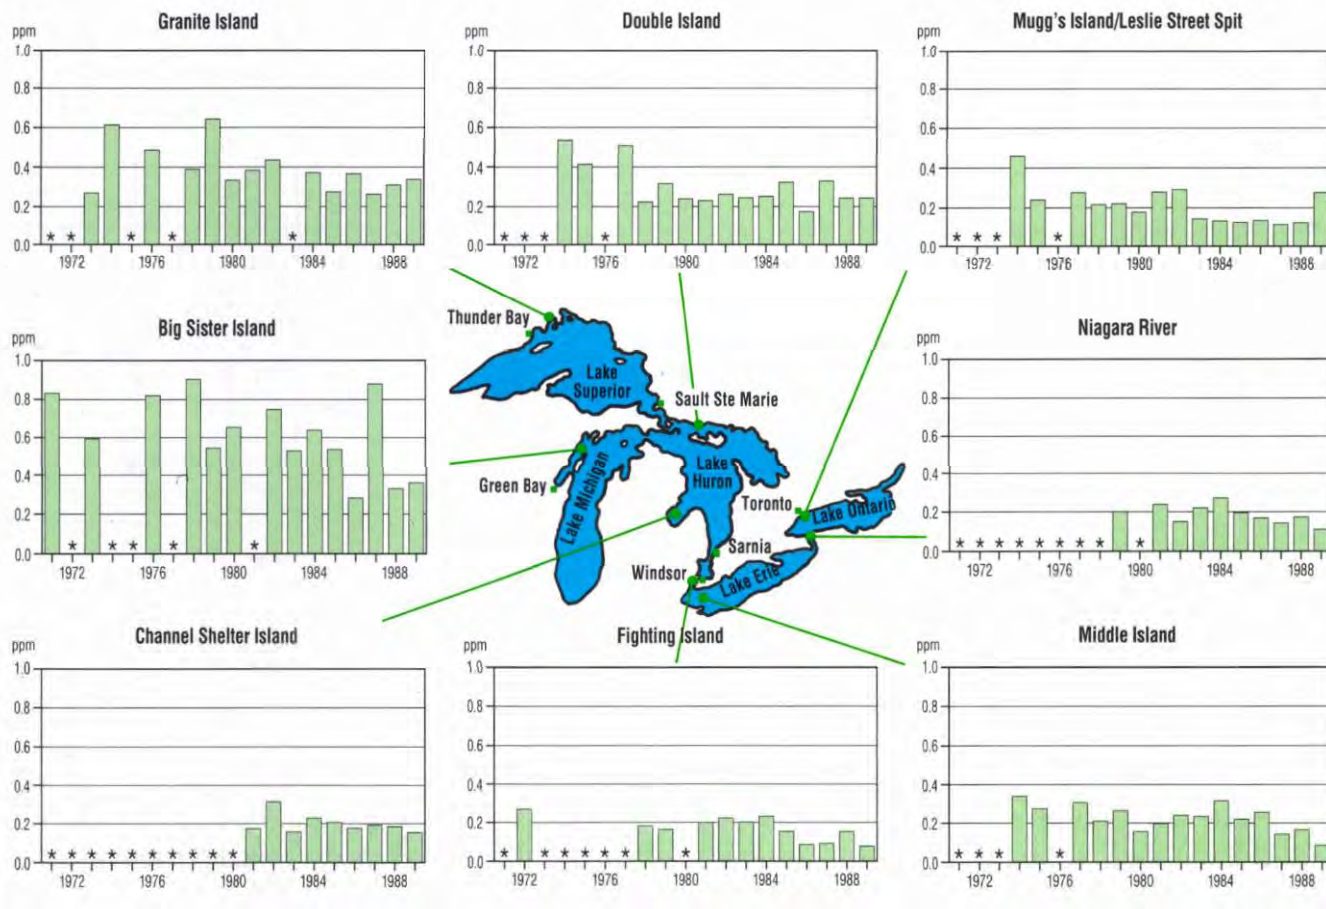 Granite Island
ppm
1.0
0.8
0.6
0.4
0.2
0.0
* * * * *
1972 1976 1980 1984 1988
Double Island
ppm
1.0
0.8
0.6
0.4
0.2
0.0
* * * *
1972 1976 1980 1984 1988
Mugg's Island/Leslie Street Spit
ppm
1.0
0.8
0.6
0.4
0.2
0.0
* * * *
1972 1976 1980 1984 1988
Big Sister Island
ppm
1.0
0.8
0.6
0.4
0.2
0.0
* * * * *
1972 1976 1980 1984 1988
Thunder Bay
Lake
Superior
Sault Ste Marie
Green Bay
Lake Michigan
Lake
Huron
Toronto
Lake Ontario
Sarnia
Windsor
Lake Erie
Niagara River
ppm
1.0
0.8
0.6
0.4
0.2
0.0
* * * * * * * * *
1972 1976 1980 1984 1988
Channel Shelter Island
ppm
1.0
0.8
0.6
0.4
0.2
0.0
* * * * * * * * * *
1972 1976 1980 1984 1988
Fighting Island
ppm
1.0
0.8
0.6
0.4
0.2
0.0
* * * * * * *
1972 1976 1980 1984 1988
Middle Island
ppm
1.0
0.8
0.6
0.4
0.2
0.0
* * * *
1972 1976 1980 1984 1988